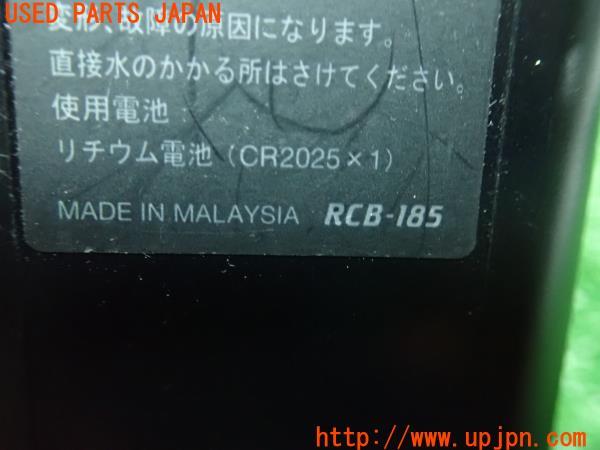 USED PARTS JAPAN
変形、故障の原因になります。
直接水のかかる所はさけてください。
使用電池
リチウム電池（CR2025×1）
MADE IN MALAYSIA RCB-185
http://www.upjpn.com/